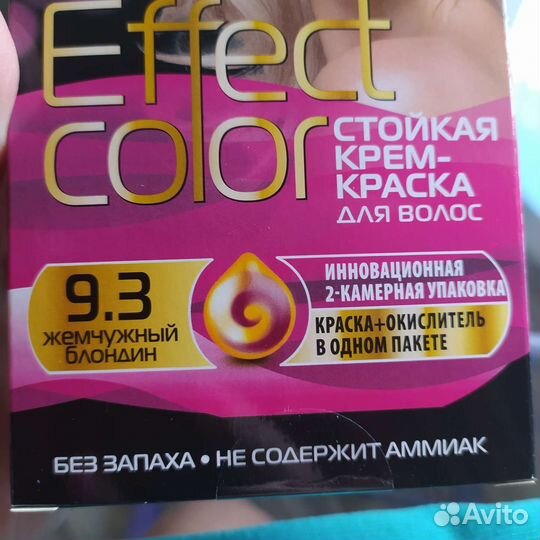 Effect
color
СТОЙКАЯ
КРЕМ-
КРАСКА
ДЛЯ ВОЛОС
9.3
жемчужный
блондин
ИННОВАЦИОННАЯ
2-КАМЕРНАЯ УПАКОВКА
КРАСКА+ОКИСЛИТЕЛЬ
В ОДНОМ ПАКЕТЕ
БЕЗ ЗАПАХА • НЕ СОДЕРЖИТ АММИАК
Avito